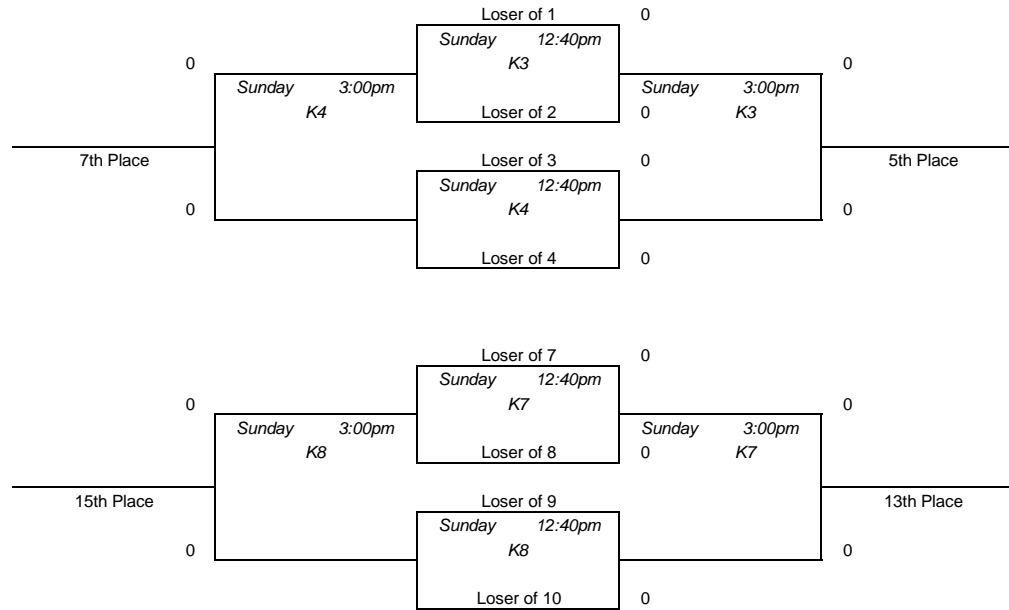 Loser of 1 0
Sunday 12:40pm
0 K3 0
Sunday 3:00pm Sunday 3:00pm
K4 Loser of 2 0 K3
7th Place Loser of 3 0 5th Place
Sunday 12:40pm
0 K4 0
Loser of 4 0
Loser of 7 0
Sunday 12:40pm
0 K7 0
Sunday 3:00pm Sunday 3:00pm
K8 Loser of 8 0 K7
15th Place Loser of 9 13th Place
Sunday 12:40pm
0 K8 0
Loser of 10 0